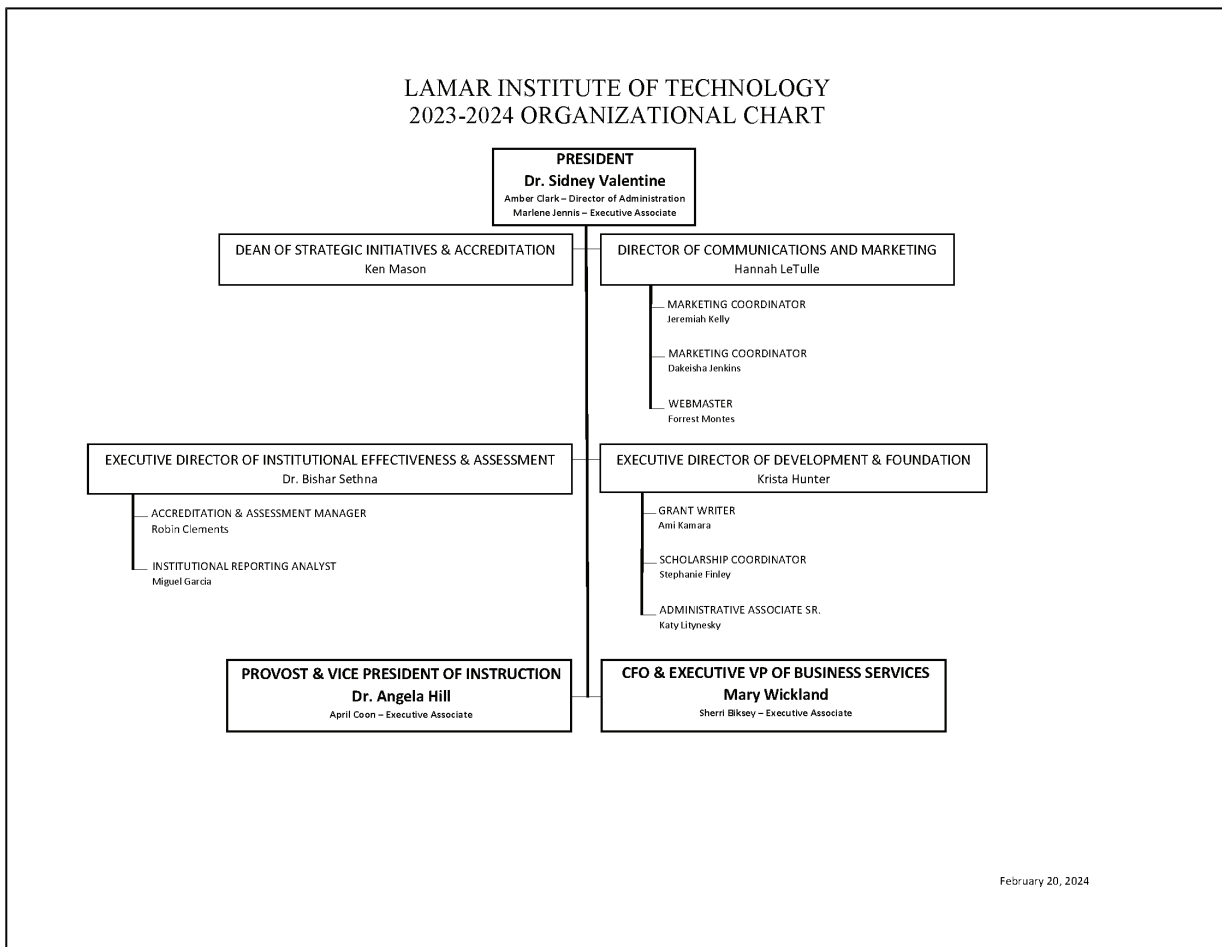 LAMAR INSTITUTE OF TECHNOLOGY
2023-2024 ORGANIZATIONAL CHART
PRESIDENT
Dr. Sidney Valentine
Amber Clark – Director of Administration
Marlene Jennis – Executive Associate
DEAN OF STRATEGIC INITIATIVES & ACCREDITATION
Ken Mason
DIRECTOR OF COMMUNICATIONS AND MARKETING
Hannah LeTulle
MARKETING COORDINATOR
Jeremiah Kelly
MARKETING COORDINATOR
Dakeisha Jenkins
WEBMASTER
Forrest Montes
EXECUTIVE DIRECTOR OF INSTITUTIONAL EFFECTIVENESS & ASSESSMENT
Dr. Bishar Sethna
ACCREDITATION & ASSESSMENT MANAGER
Robin Clements
INSTITUTIONAL REPORTING ANALYST
Miguel Garcia
EXECUTIVE DIRECTOR OF DEVELOPMENT & FOUNDATION
Krista Hunter
GRANT WRITER
Ami Kamara
SCHOLARSHIP COORDINATOR
Stephanie Finley
ADMINISTRATIVE ASSOCIATE SR.
Katy Litynesky
PROVOST & VICE PRESIDENT OF INSTRUCTION
Dr. Angela Hill
April Coon – Executive Associate
CFO & EXECUTIVE VP OF BUSINESS SERVICES
Mary Wickland
Sherri Biksey – Executive Associate
February 20, 2024